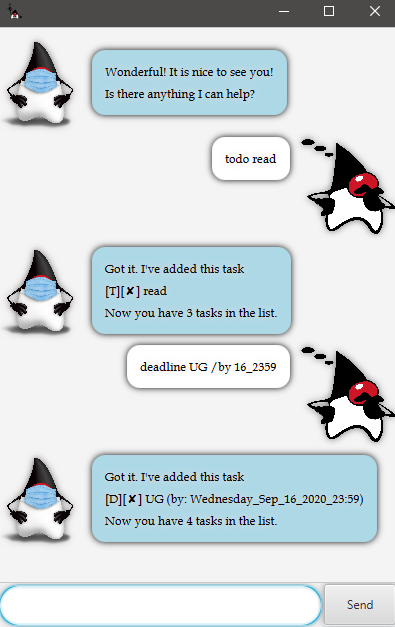 Wonderful! It is nice to see you!
Is there anything I can help?
todo read
Got it. I've added this task
[T][✘] read
Now you have 3 tasks in the list.
deadline UG /by 16_2359
Got it. I've added this task
[D][✘] UG (by: Wednesday_Sep_16_2020_23:59)
Now you have 4 tasks in the list.
Send